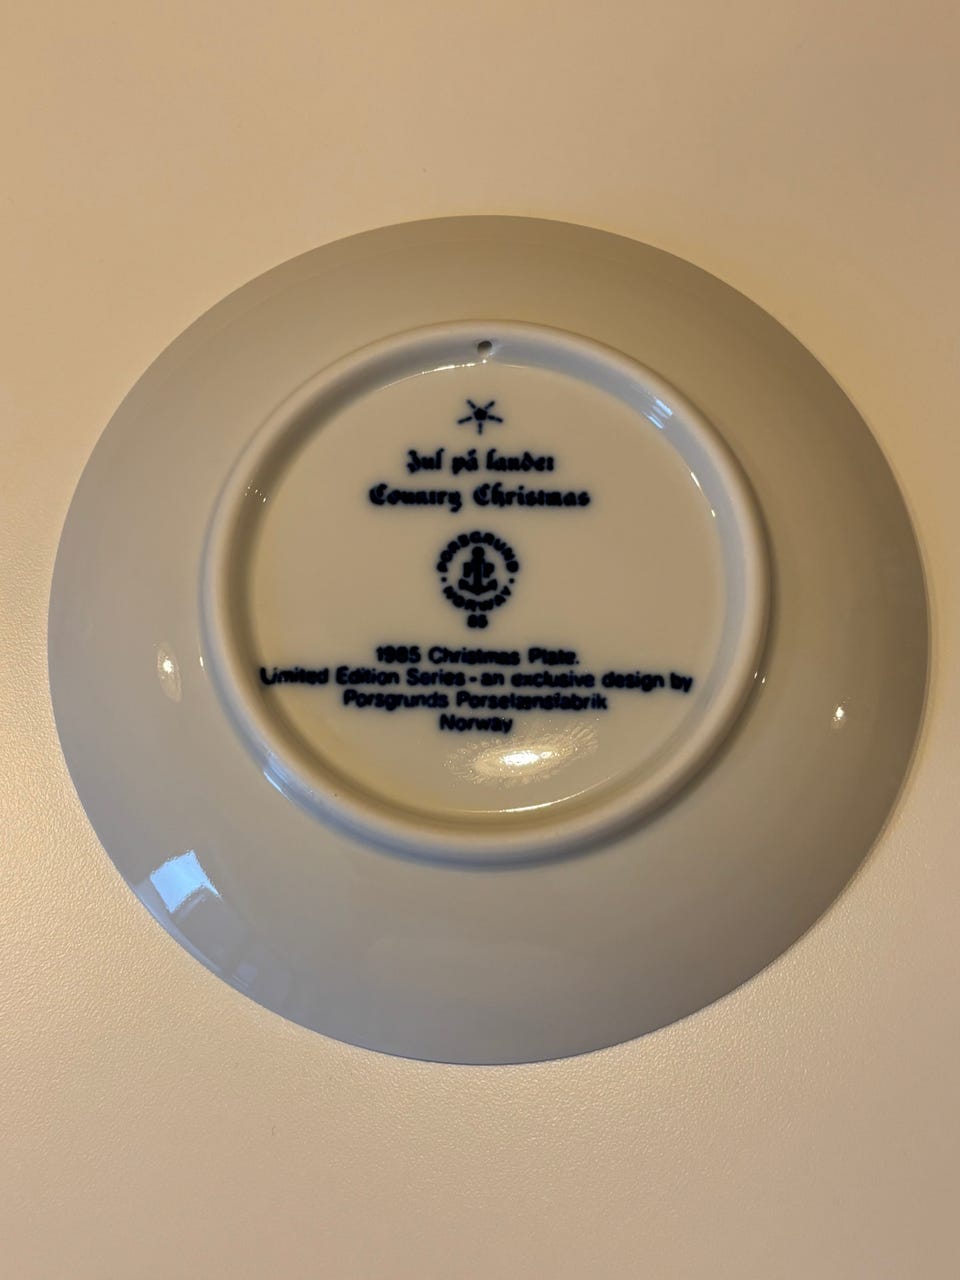 Jul på landet
Country Christmas
PORSGRUND
PP
NORWAY
85
1985 Christmas Plate.
Limited Edition Series - an exclusive design by
Porsgrunds Porselænsfabrik
Norway